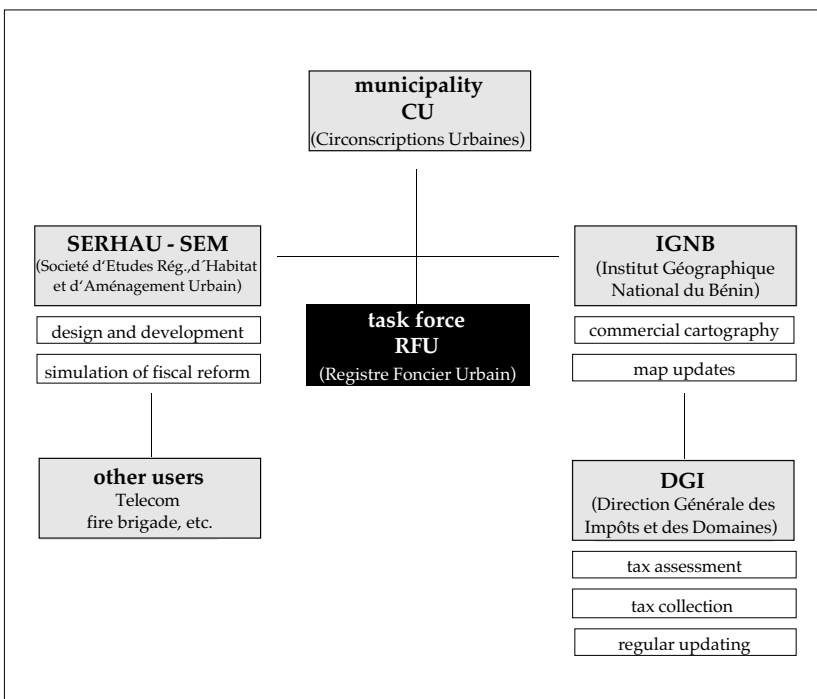 municipality
CU
(Circonscriptions Urbaines)
SERHAU - SEM
(Societé d‘Etudes Rég.,d´Habitat
et d‘Aménagement Urbain)
design and development
simulation of fiscal reform
task force
RFU
(Registre Foncier Urbain)
IGNB
(Institut Géographique
National du Bénin)
commercial cartography
map updates
other users
Telecom
fire brigade, etc.
DGI
(Direction Générale des
Impôts et des Domaines)
tax assessment
tax collection
regular updating